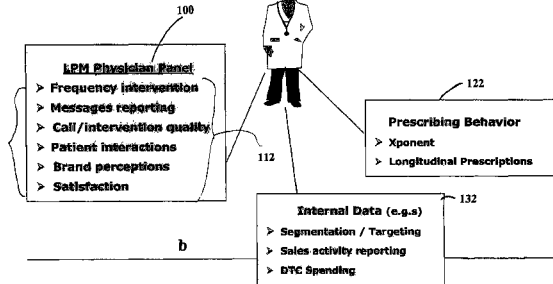 100
LPM Physician Panel
➢ Frequency intervention
➢ Messages reporting
➢ Call/intervention quality
➢ Patient interactions
➢ Brand perceptions
➢ Satisfaction
112
122
Prescribing Behavior
➢ Xponent
➢ Longitudinal Prescriptions
132
Internal Data (e.g.s)
➢ Segmentation / Targeting
➢ Sales activity reporting
➢ DTC Spending
b